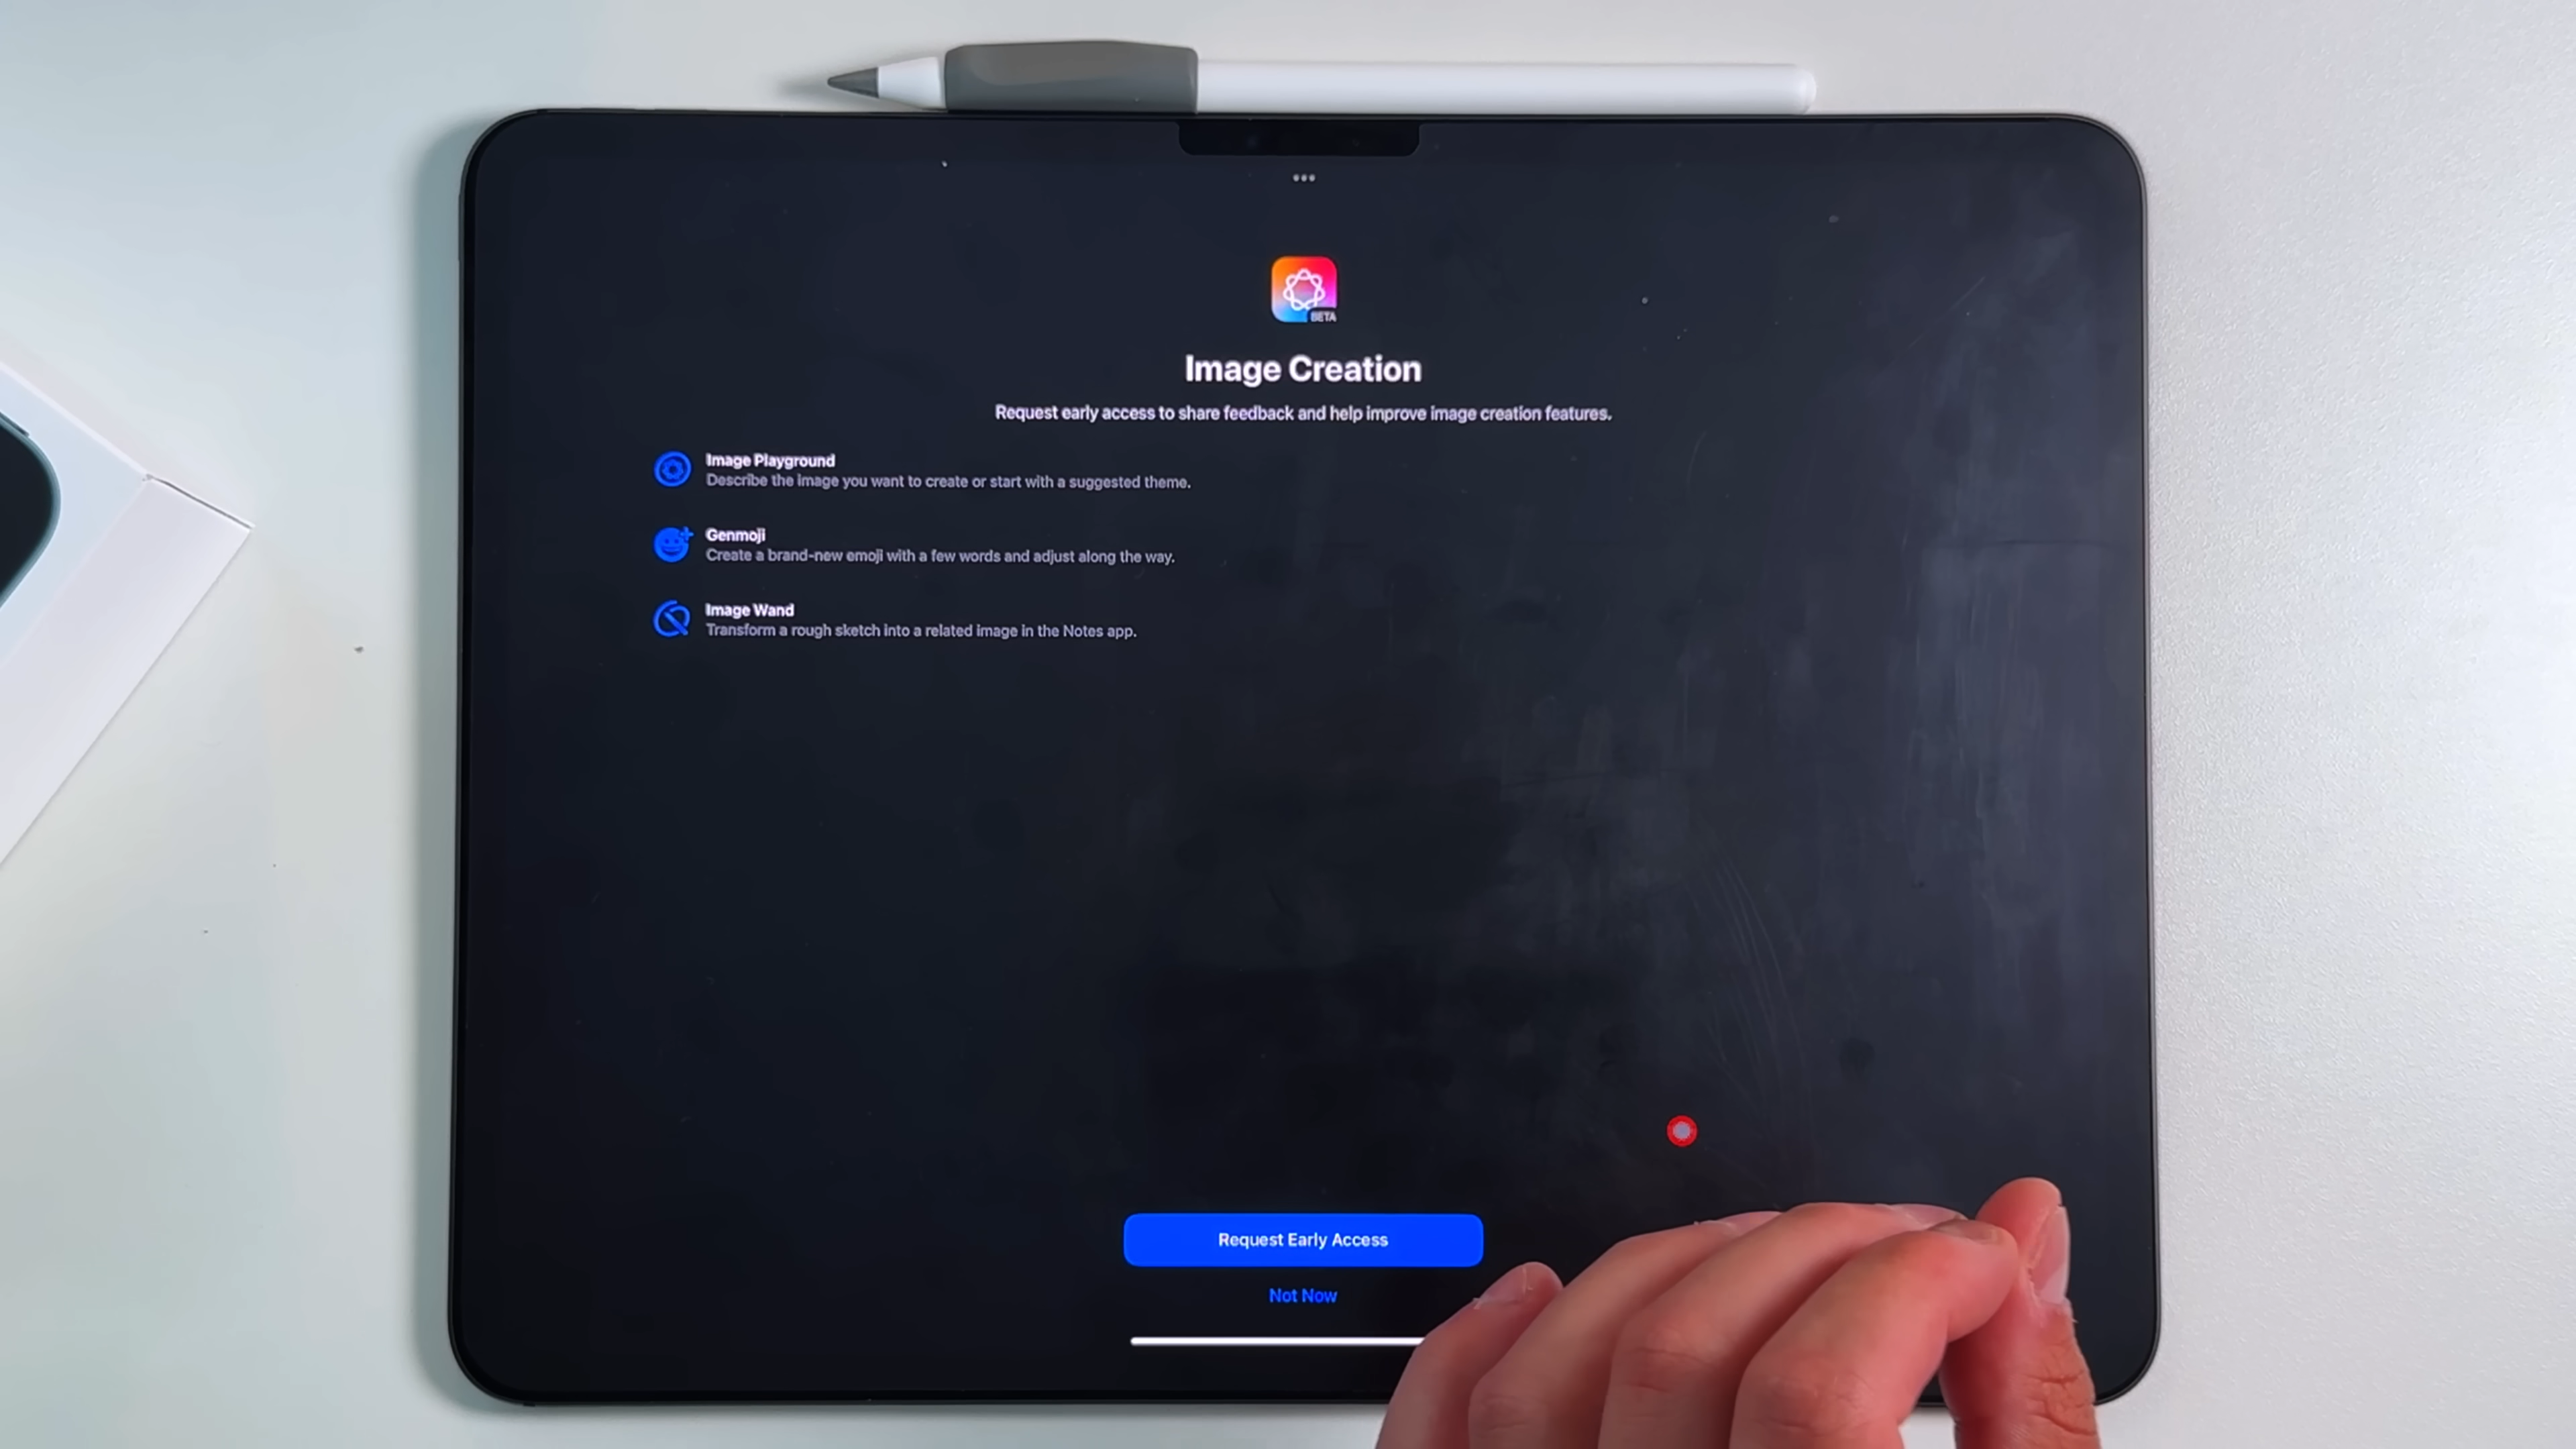 BETA
Image Creation
Request early access to share feedback and help improve image creation features.
Image Playground
Describe the image you want to create or start with a suggested theme.
Genmoji
Create a brand-new emoji with a few words and adjust along the way.
Image Wand
Transform a rough sketch into a related image in the Notes app.
Request Early Access
Not Now